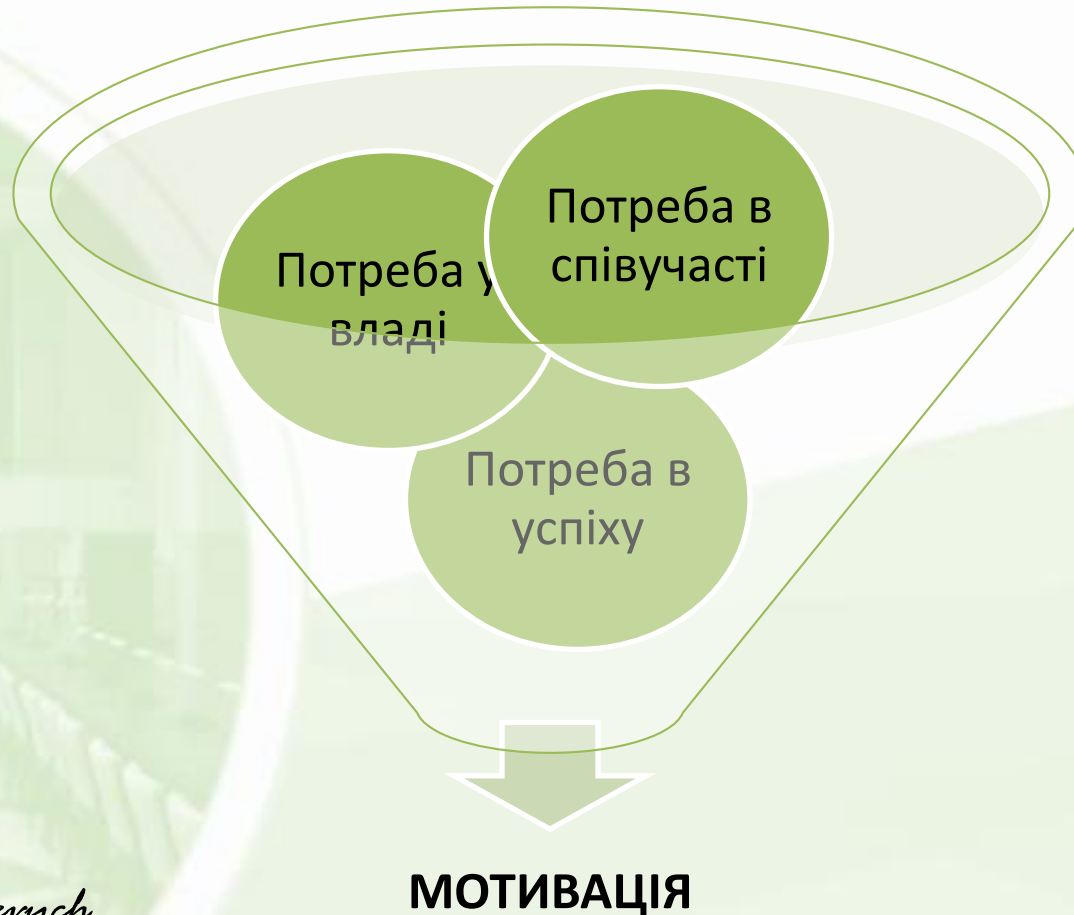 Потреба в
співучасті
Потреба у
владі
Потреба в
успіху
МОТИВАЦІЯ